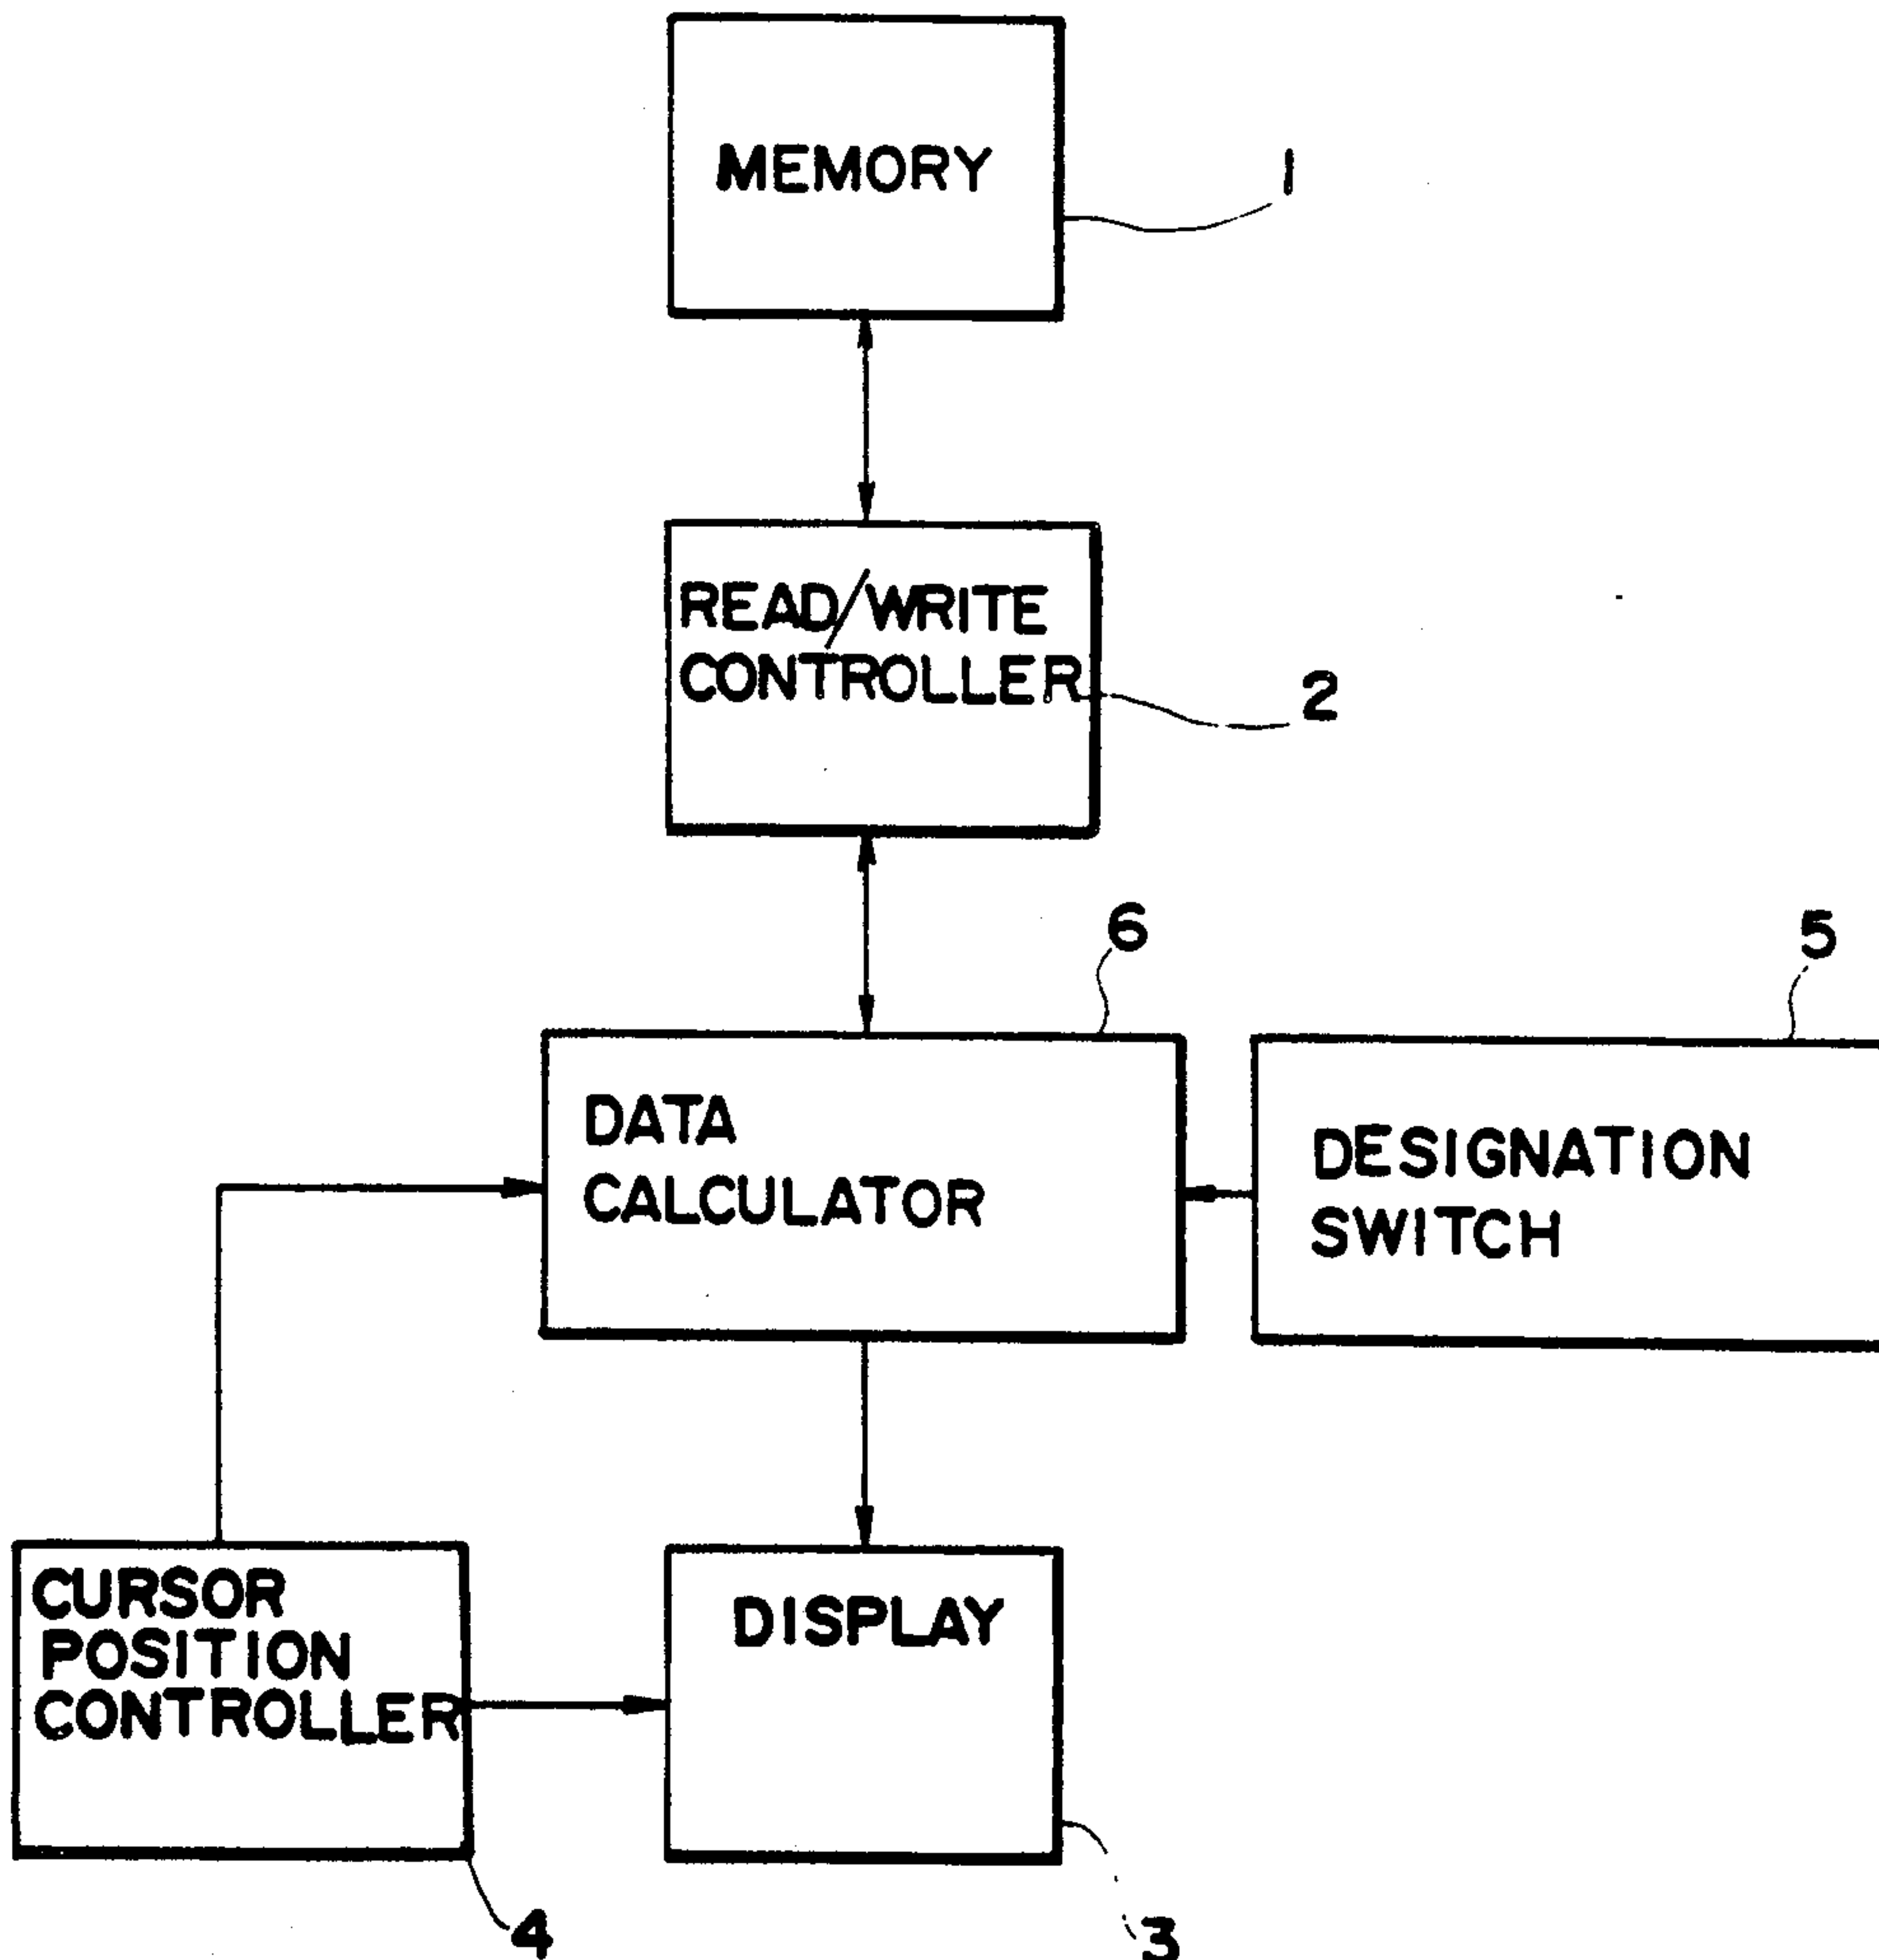 MEMORY
1
READ/WRITE
CONTROLLER
2
6
5
DATA
CALCULATOR
DESIGNATION
SWITCH
CURSOR
POSITION
CONTROLLER
DISPLAY
4
3